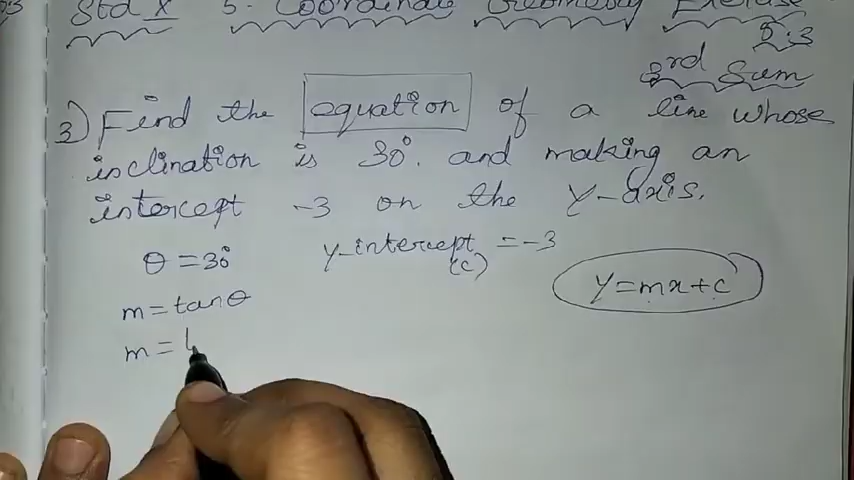 Std X 5. Coordinate Geometry Exercise
5.3
3rd Sum
3) Find the equation of a line whose
inclination is 30°. and making an
intercept -3 on the Y-axis.
θ = 30° y-intercept = -3
(c)
y=mx+c
m = tanθ
m =